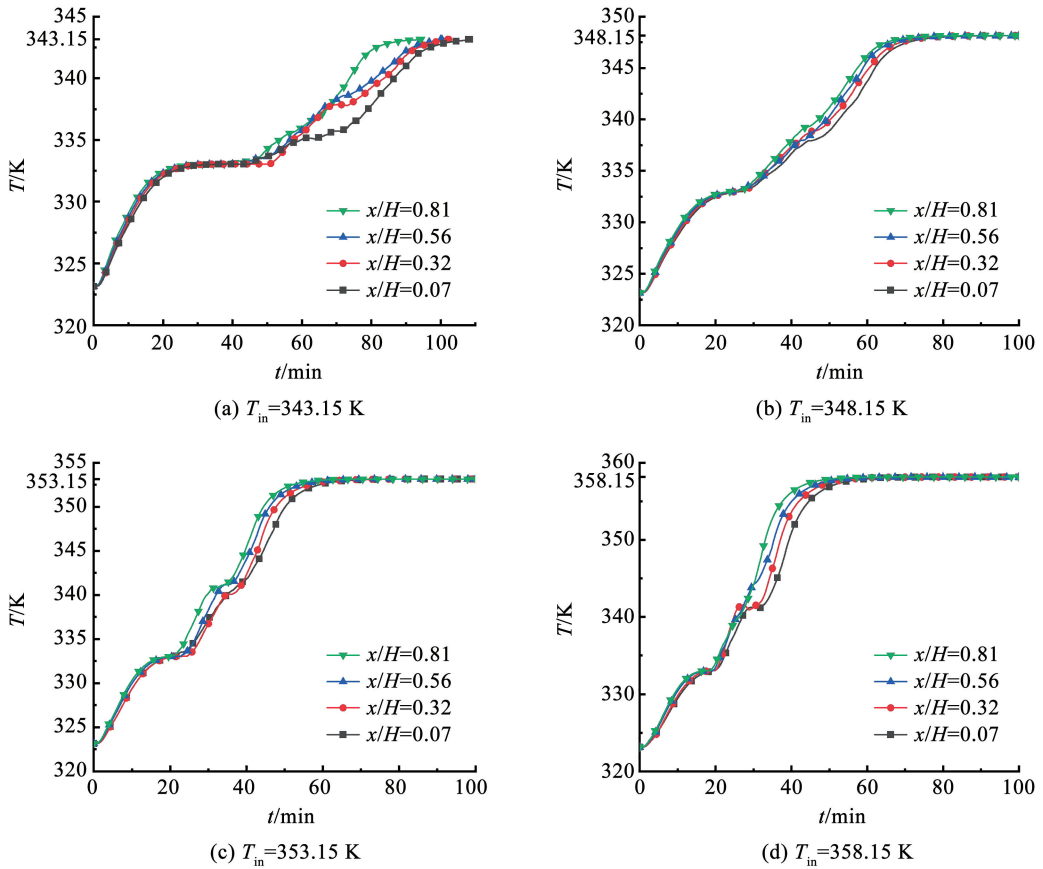 345
343.15
340
335
330
325
320
T/K
x/H=0.81
x/H=0.56
x/H=0.32
x/H=0.07
0 20 40 60 80 100
t/min
(a) Tin=343.15 K
350
348.15
345
340
335
330
325
320
T/K
x/H=0.81
x/H=0.56
x/H=0.32
x/H=0.07
0 20 40 60 80 100
t/min
(b) Tin=348.15 K
355
353.15
350
345
340
335
330
325
320
T/K
x/H=0.81
x/H=0.56
x/H=0.32
x/H=0.07
0 20 40 60 80 100
t/min
(c) Tin=353.15 K
360
358.15
350
340
330
320
T/K
x/H=0.81
x/H=0.56
x/H=0.32
x/H=0.07
0 20 40 60 80 100
t/min
(d) Tin=358.15 K